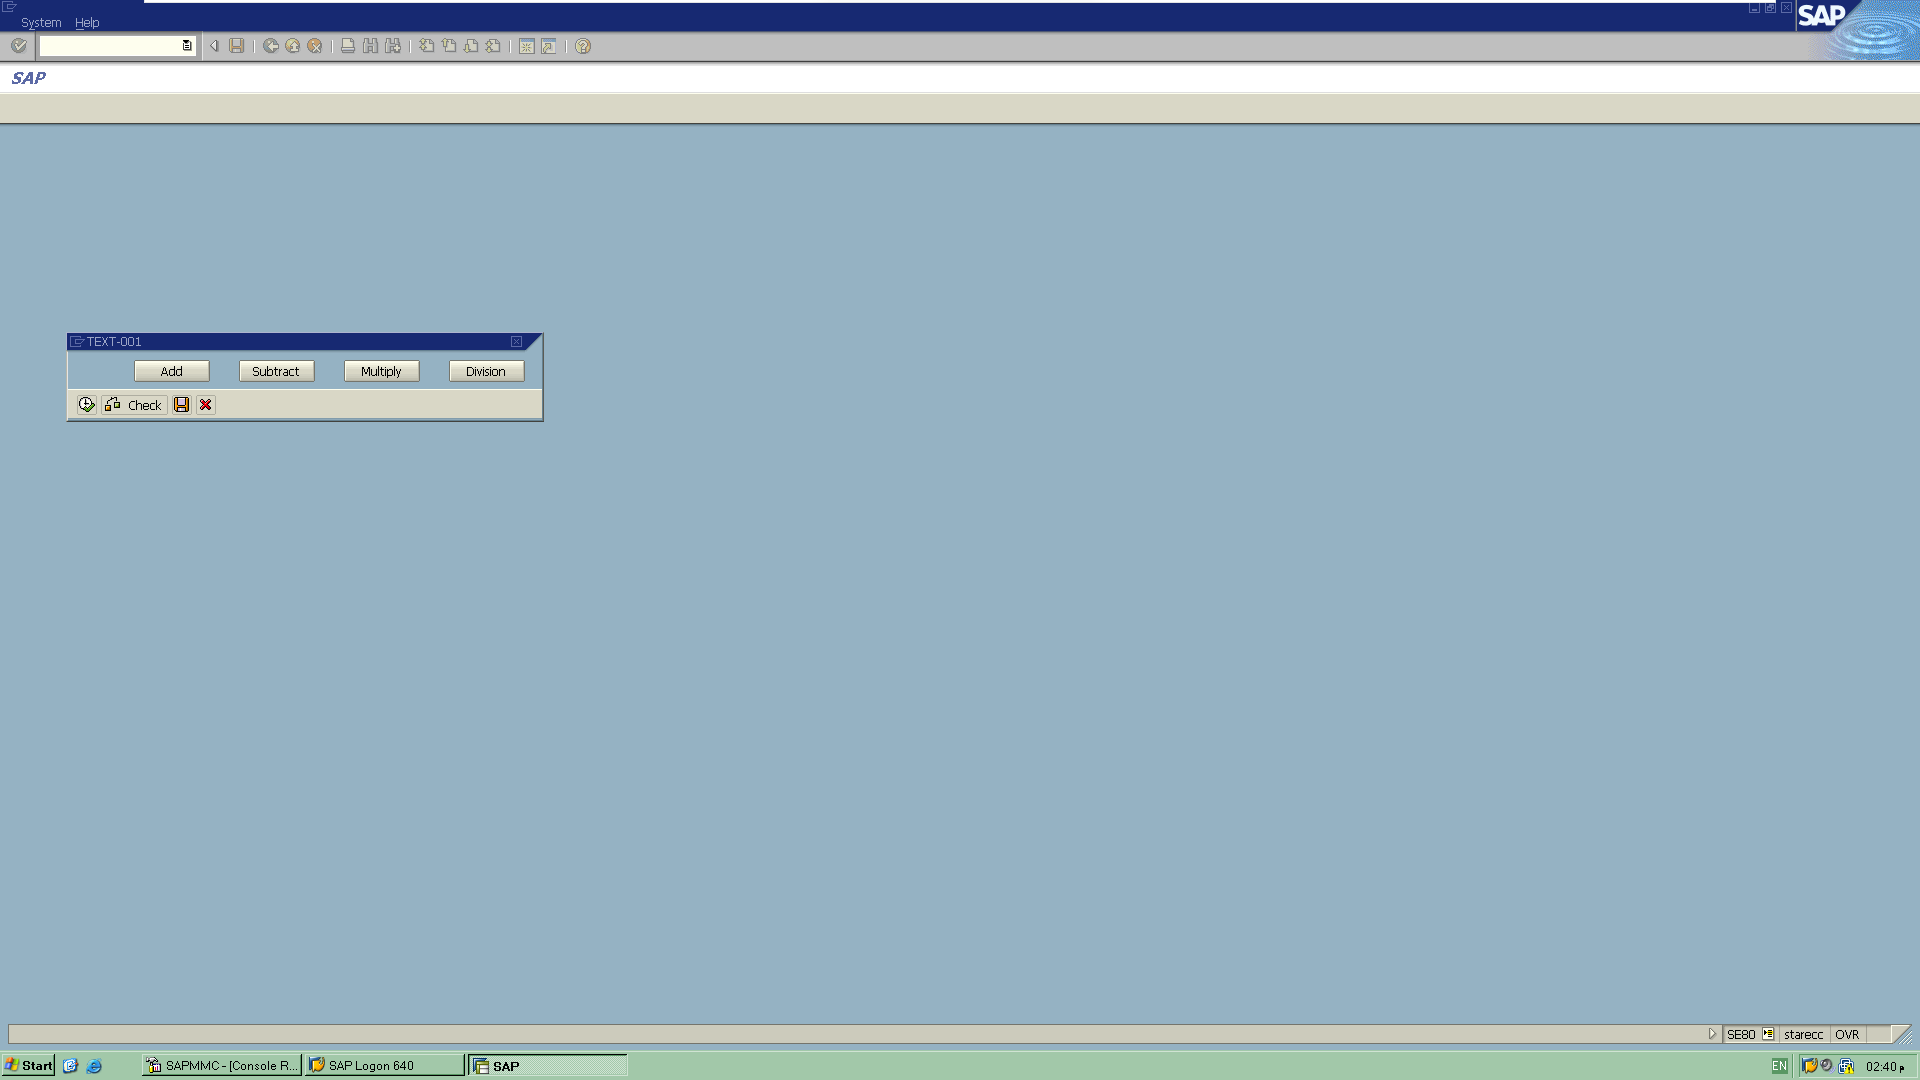 System Help
SAP
SAP
TEXT-001
Add Subtract Multiply Division
Check
SE80 starecc OVR
Start SAPMMC - [Console R... SAP Logon 640 SAP EN 02:40 م